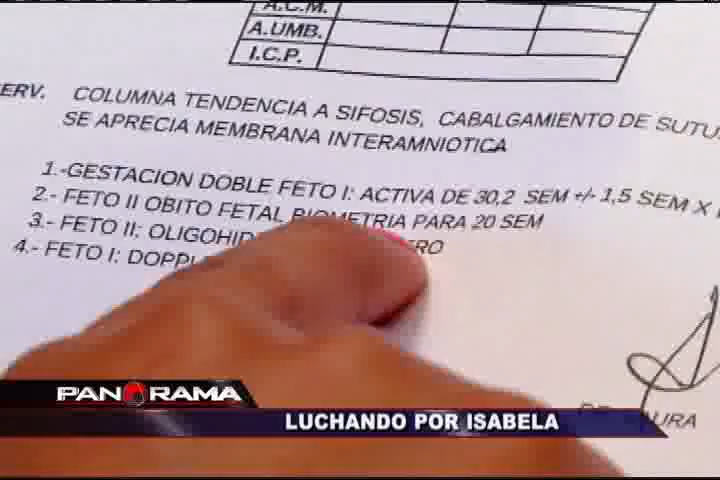 A.C.M.
A.UMB.
I.C.P.
ERV. COLUMNA TENDENCIA A SIFOSIS, CABALGAMIENTO DE SUTU
SE APRECIA MEMBRANA INTERAMNIOTICA
1.-GESTACION DOBLE FETO I: ACTIVA DE 30,2 SEM +/- 1,5 SEM X
2.- FETO II OBITO FETAL BIOMETRIA PARA 20 SEM
3.- FETO II: OLIGOHID ERO
4.- FETO I: DOPPL
URA
PANORAMA
LUCHANDO POR ISABELA